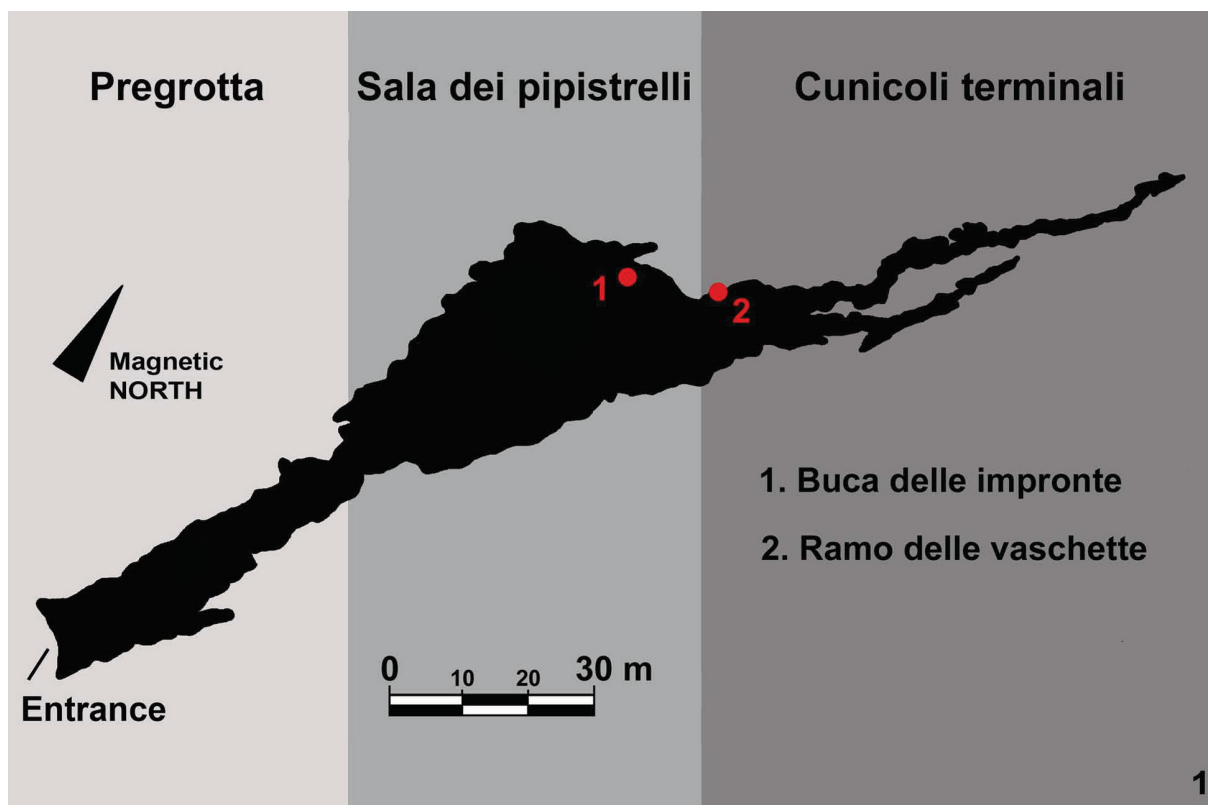 Pregrotta
Sala dei pipistrelli
Cunicoli terminali
1
2
Magnetic
NORTH
1. Buca delle impronte
2. Ramo delle vaschette
0 10 20 30 m
Entrance
1